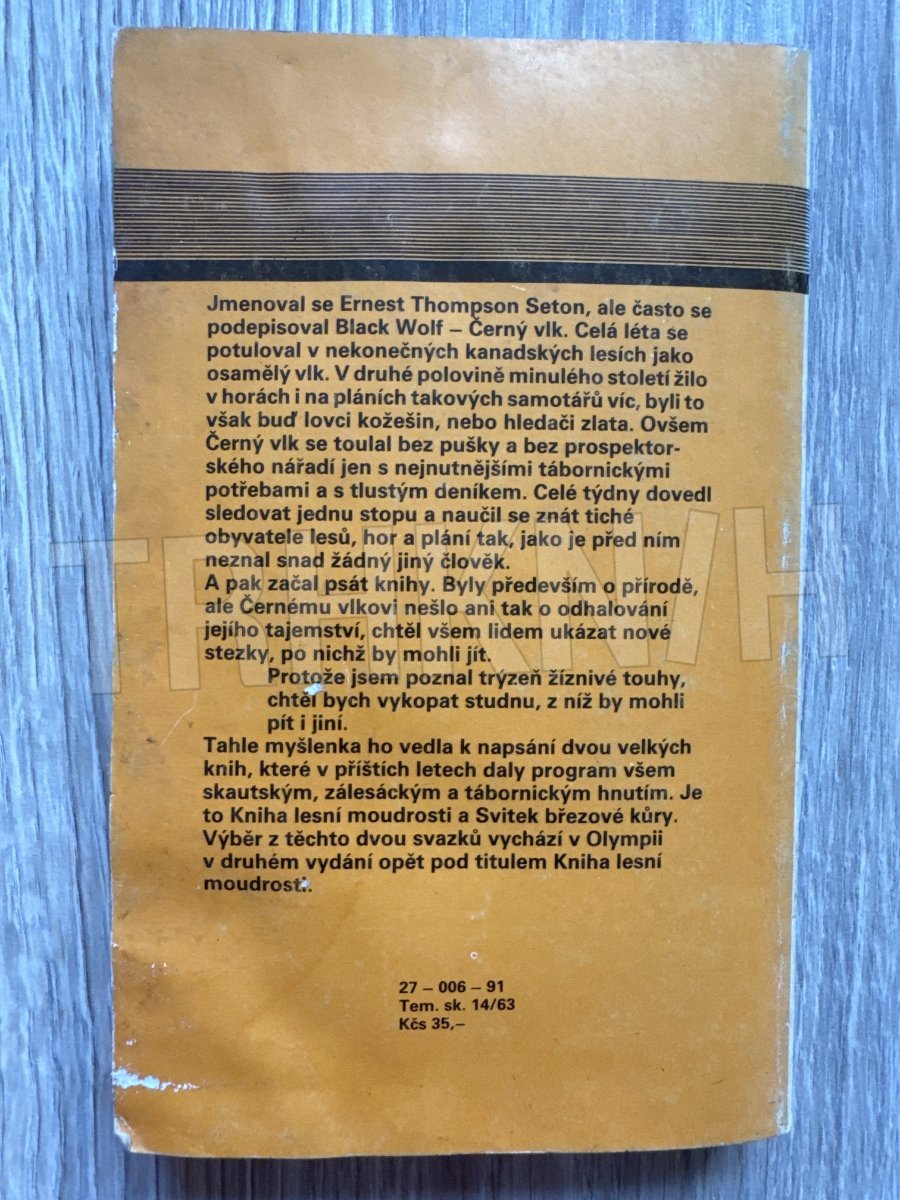 Jmenoval se Ernest Thompson Seton, ale často se
podepisoval Black Wolf – Černý vlk. Celá léta se
potuloval v nekonečných kanadských lesích jako
osamělý vlk. V druhé polovině minulého století žilo
v horách i na pláních takových samotářů víc, byli to
však buď lovci kožešin, nebo hledači zlata. Ovšem
Černý vlk se toulal bez pušky a bez prospektor-
ského nářadí jen s nejnutnějšími tábornickými
potřebami a s tlustým deníkem. Celé týdny dovedl
sledovat jednu stopu a naučil se znát tiché
obyvatele lesů, hor a plání tak, jako je před ním
neznal snad žádný jiný člověk.
A pak začal psát knihy. Byly především o přírodě,
ale Černému vlkovi nešlo ani tak o odhalování
jejího tajemství, chtěl všem lidem ukázat nové
stezky, po nichž by mohli jít.
Protože jsem poznal trýzeň žíznivé touhy,
chtěl bych vykopat studnu, z níž by mohli
pít i jiní.
Tahle myšlenka ho vedla k napsání dvou velkých
knih, které v příštích letech daly program všem
skautským, zálesáckým a tábornickým hnutím. Je
to Kniha lesní moudrosti a Svitek březové kůry.
Výběr z těchto dvou svazků vychází v Olympii
v druhém vydání opět pod titulem Kniha lesní
moudrosti.
27 – 006 – 91
Tem. sk. 14/63
Kčs 35,–